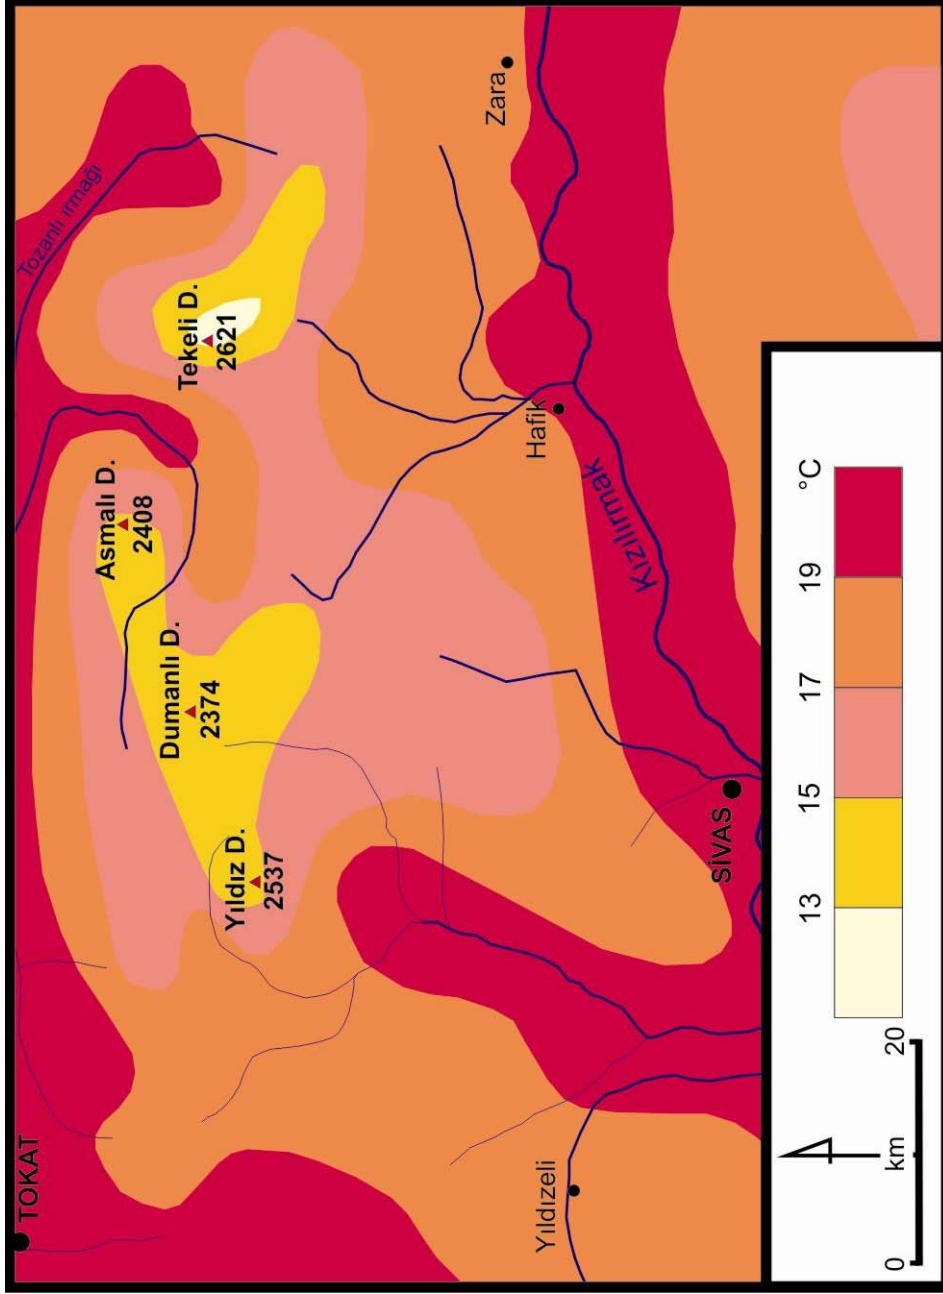 TOKAT
Tozanlı ırmağı
Asmalı D.
2408
Tekeli D.
2621
Dumanlı D.
2374
Yıldız D.
2537
Zara
Hafik
Kızılırmak
Yıldızeli
SİVAS
13 15 17 19 °C
0 km 20